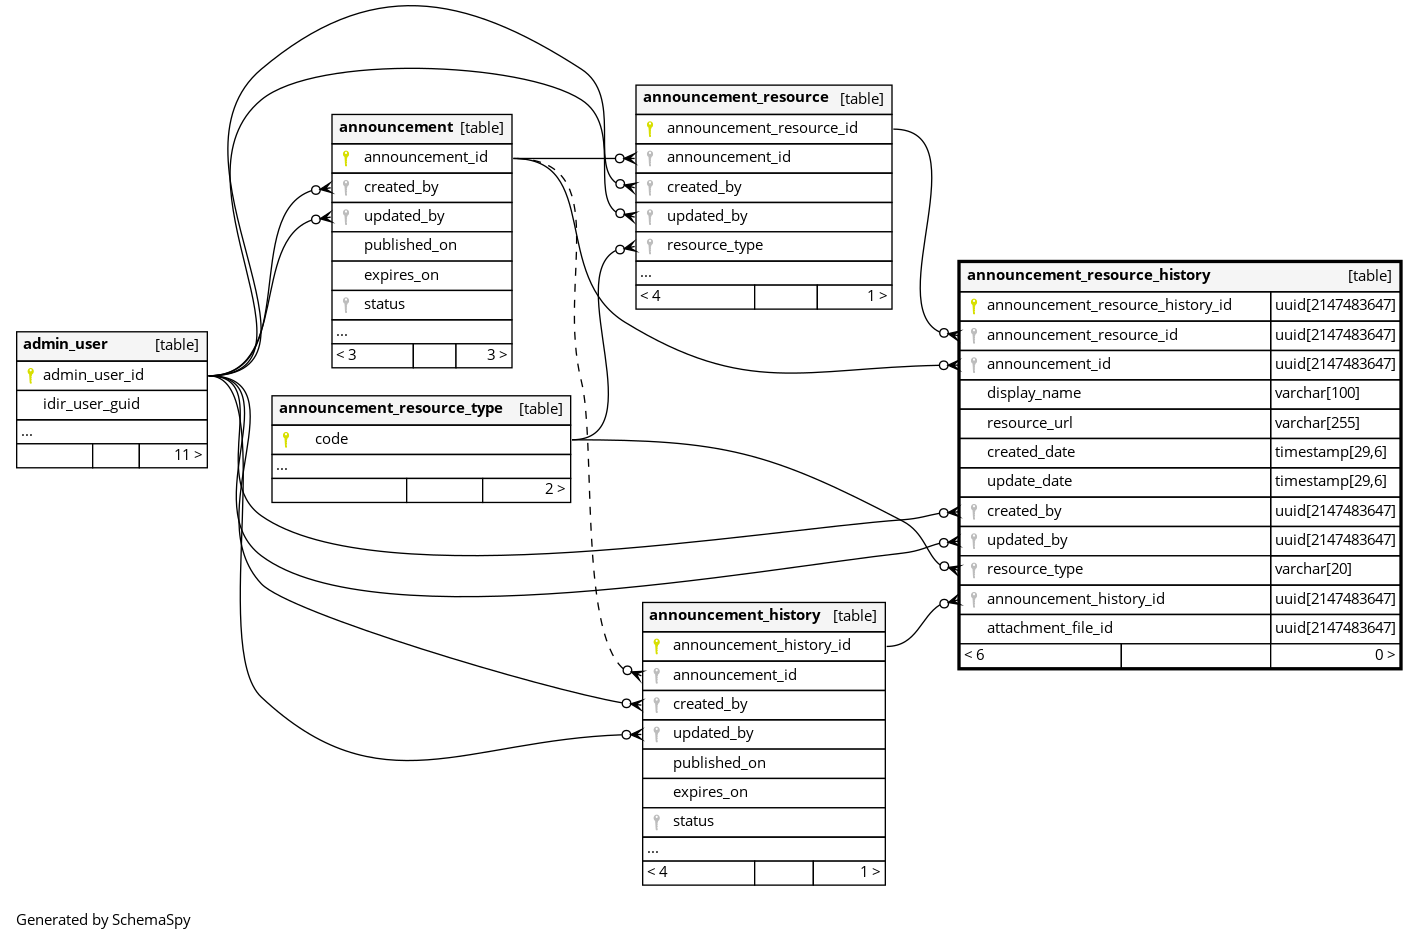 announcement_resource [table]
announcement_resource_id
announcement_id
created_by
updated_by
resource_type
...
< 4 1 >
announcement [table]
announcement_id
created_by
updated_by
published_on
expires_on
status
...
< 3 3 >
announcement_resource_history [table]
announcement_resource_history_id uuid[2147483647]
announcement_resource_id uuid[2147483647]
announcement_id uuid[2147483647]
display_name varchar[100]
resource_url varchar[255]
created_date timestamp[29,6]
update_date timestamp[29,6]
created_by uuid[2147483647]
updated_by uuid[2147483647]
resource_type varchar[20]
announcement_history_id uuid[2147483647]
attachment_file_id uuid[2147483647]
< 6 0 >
admin_user [table]
admin_user_id
idir_user_guid
...
11 >
announcement_resource_type [table]
code
...
2 >
announcement_history [table]
announcement_history_id
announcement_id
created_by
updated_by
published_on
expires_on
status
...
< 4 1 >
Generated by SchemaSpy